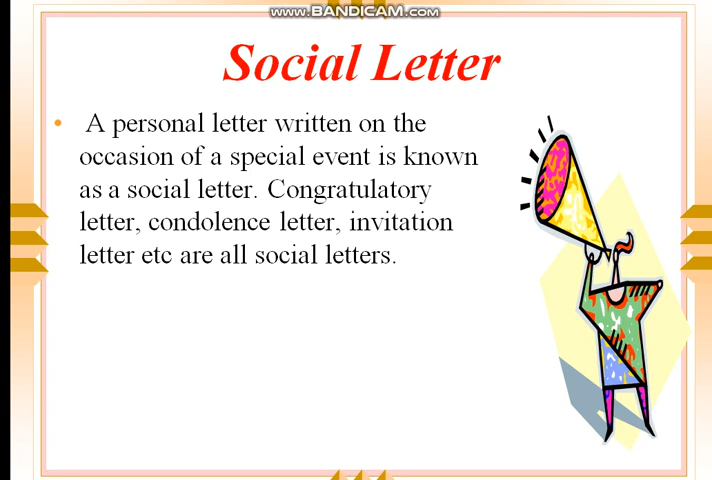 www.BANDICAM.com
Social Letter
• A personal letter written on the
occasion of a special event is known
as a social letter. Congratulatory
letter, condolence letter, invitation
letter etc are all social letters.